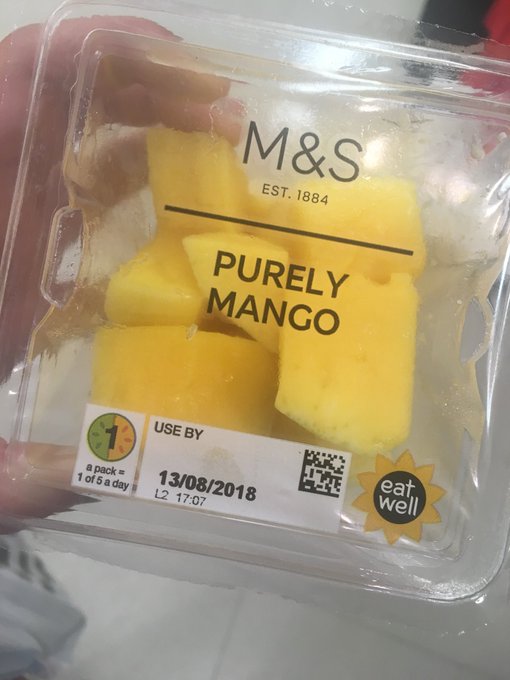 M&S
EST. 1884
PURELY
MANGO
1
a pack =
1 of 5 a day
USE BY
13/08/2018
L2 17:07
eat
well